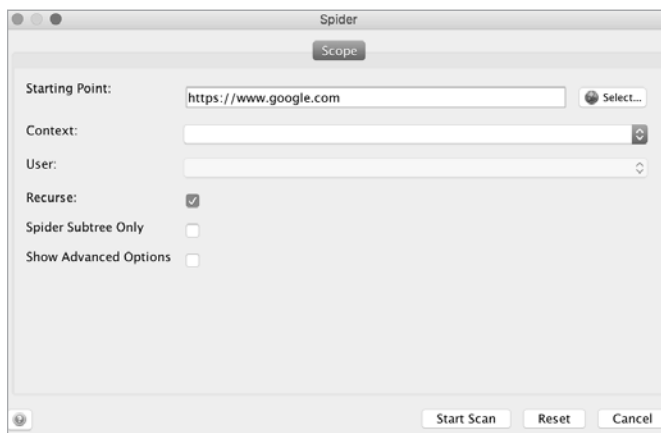 Spider
Scope
Starting Point:
https://www.google.com
Select...
Context:
User:
Recurse:
Spider Subtree Only
Show Advanced Options
Start Scan Reset Cancel